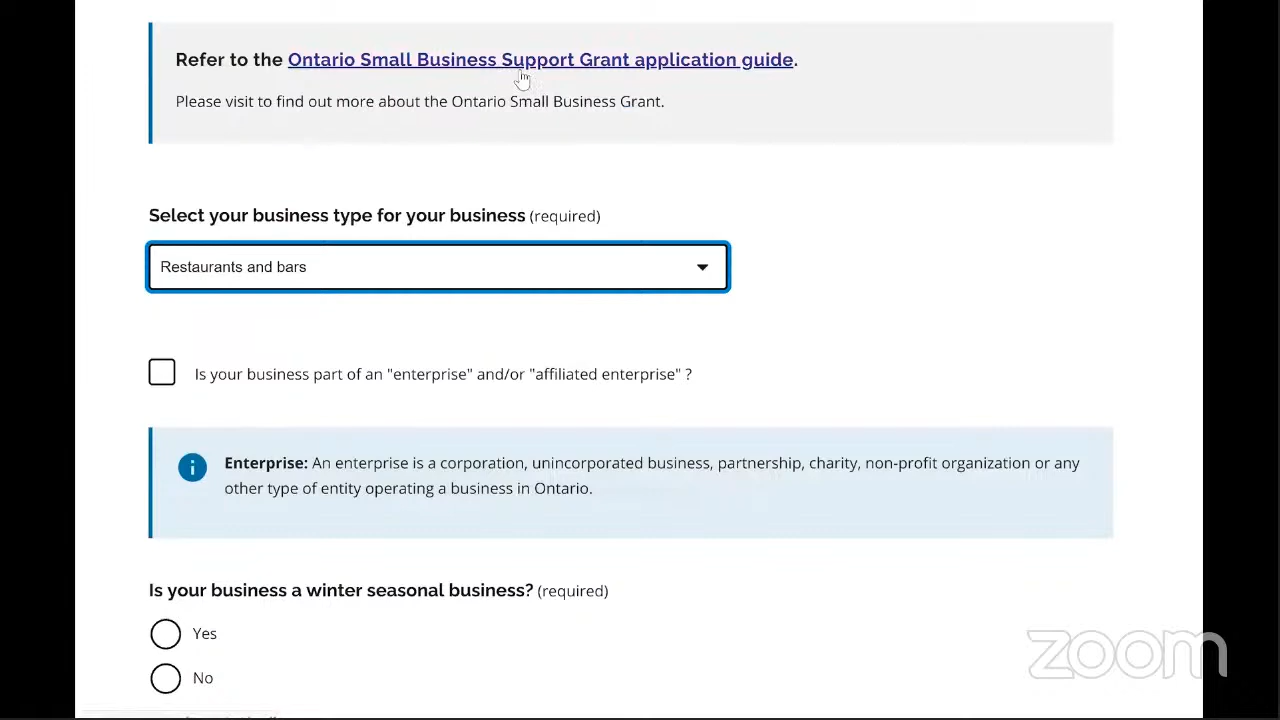 Refer to the Ontario Small Business Support Grant application guide.
Please visit to find out more about the Ontario Small Business Grant.
Select your business type for your business (required)
Restaurants and bars
Is your business part of an "enterprise" and/or "affiliated enterprise" ?
Enterprise: An enterprise is a corporation, unincorporated business, partnership, charity, non-profit organization or any
other type of entity operating a business in Ontario.
Is your business a winter seasonal business? (required)
Yes
No
zoom